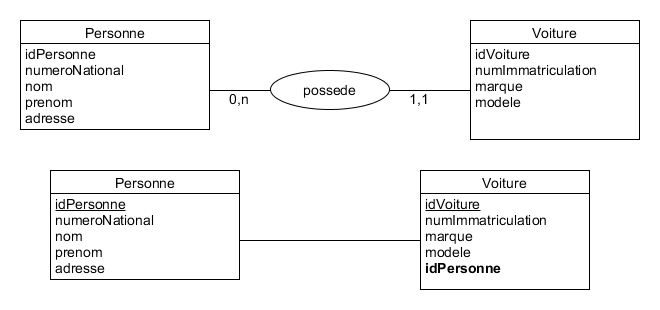 Personne
idPersonne
numeroNational
nom
prenom
adresse
0,n
possede
1,1
Voiture
idVoiture
numImmatriculation
marque
modele
Personne
idPersonne
numeroNational
nom
prenom
adresse
Voiture
idVoiture
numImmatriculation
marque
modele
idPersonne